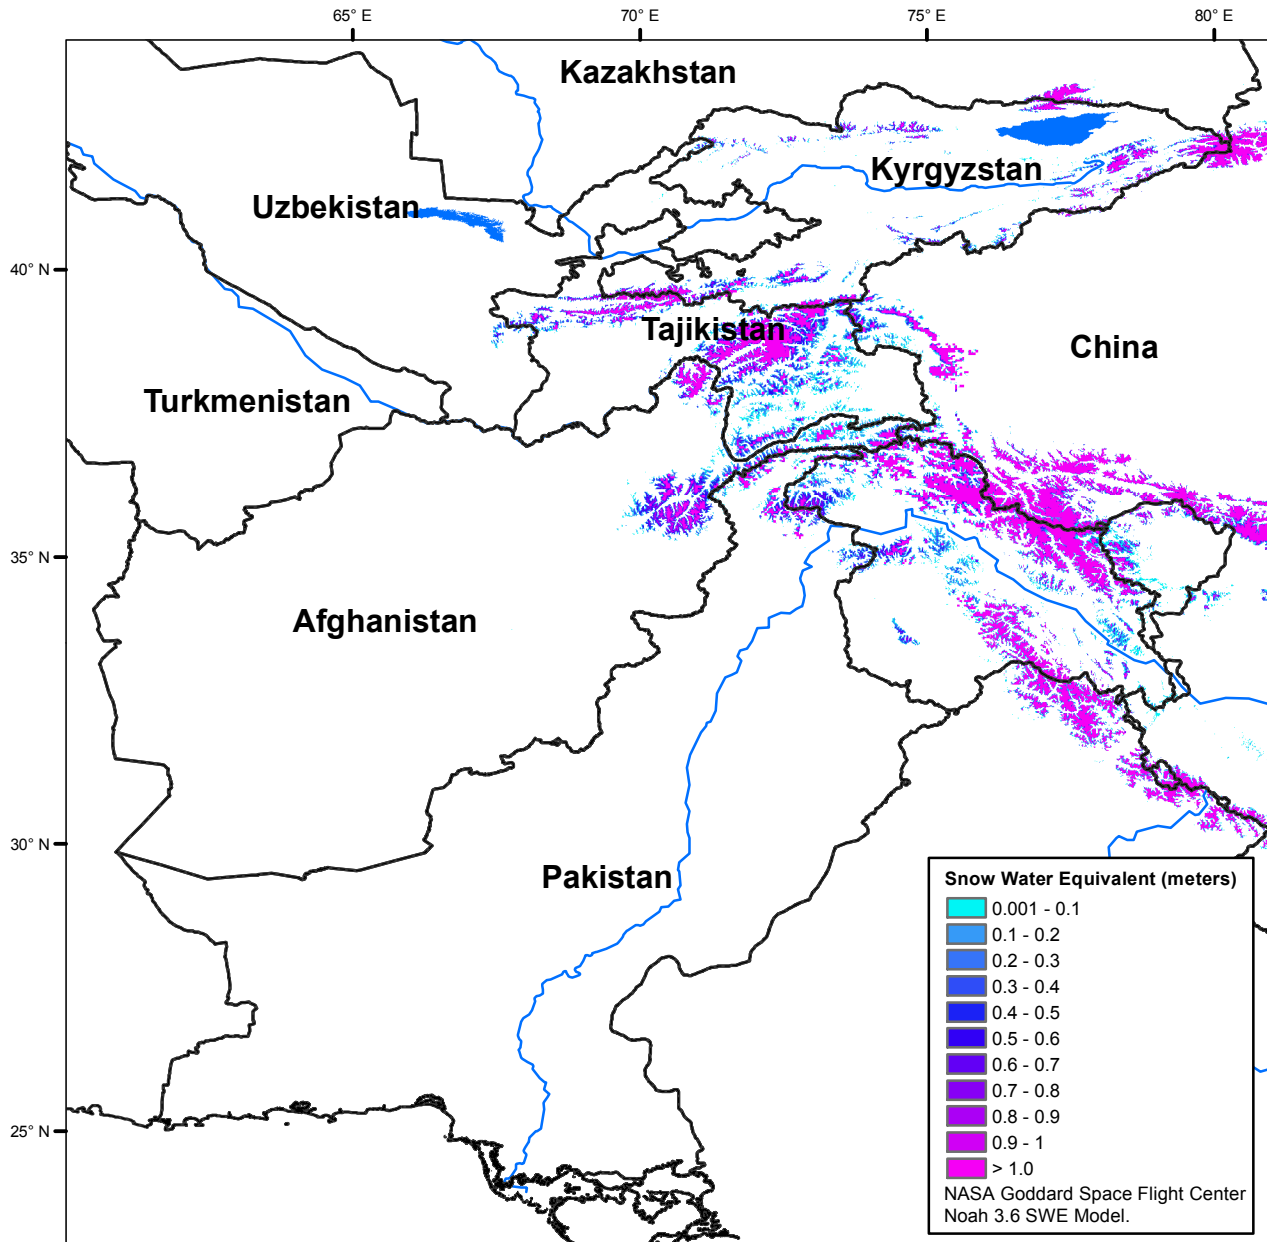 65° E
70° E
75° E
80° E
Kazakhstan
Kyrgyzstan
Uzbekistan
40° N
Tajikistan
China
Turkmenistan
35° N
Afghanistan
30° N
Pakistan
25° N
Snow Water Equivalent (meters)
0.001 - 0.1
0.1 - 0.2
0.2 - 0.3
0.3 - 0.4
0.4 - 0.5
0.5 - 0.6
0.6 - 0.7
0.7 - 0.8
0.8 - 0.9
0.9 - 1
> 1.0
NASA Goddard Space Flight Center
Noah 3.6 SWE Model.